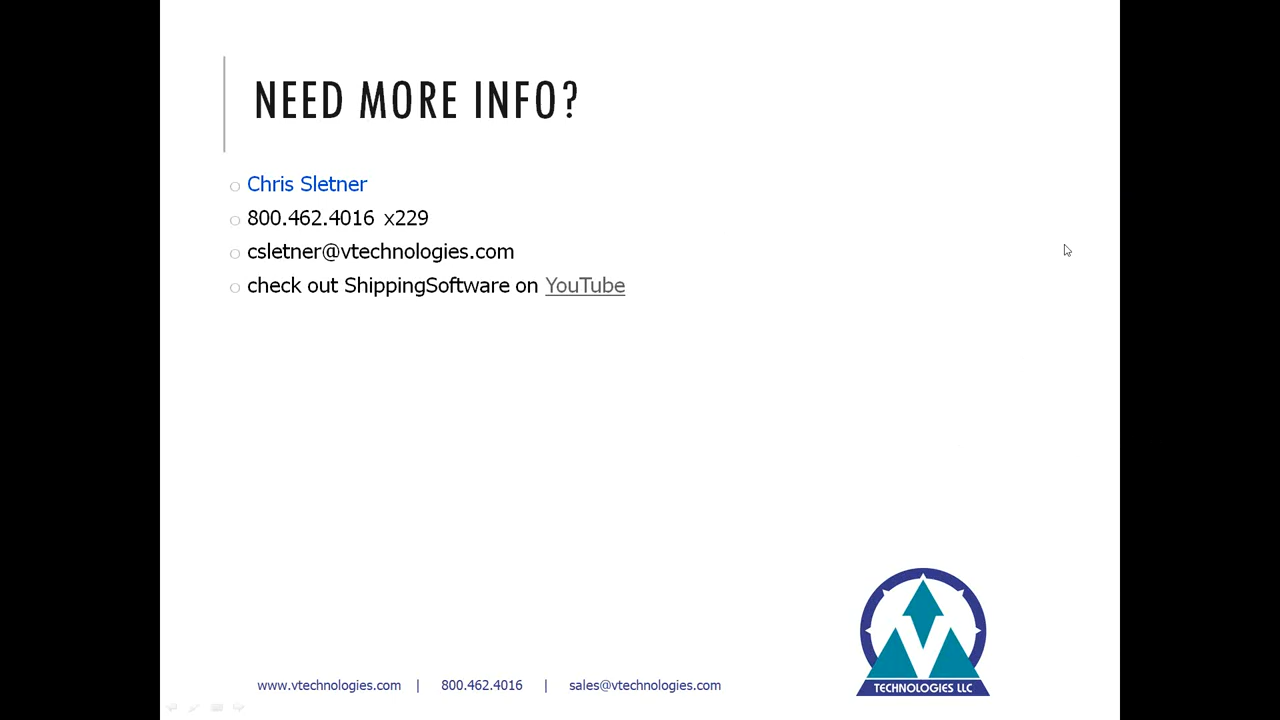 NEED MORE INFO?
Chris Sletner
800.462.4016 x229
csletner@vtechnologies.com
check out ShippingSoftware on YouTube
V
TECHNOLOGIES LLC
www.vtechnologies.com | 800.462.4016 | sales@vtechnologies.com